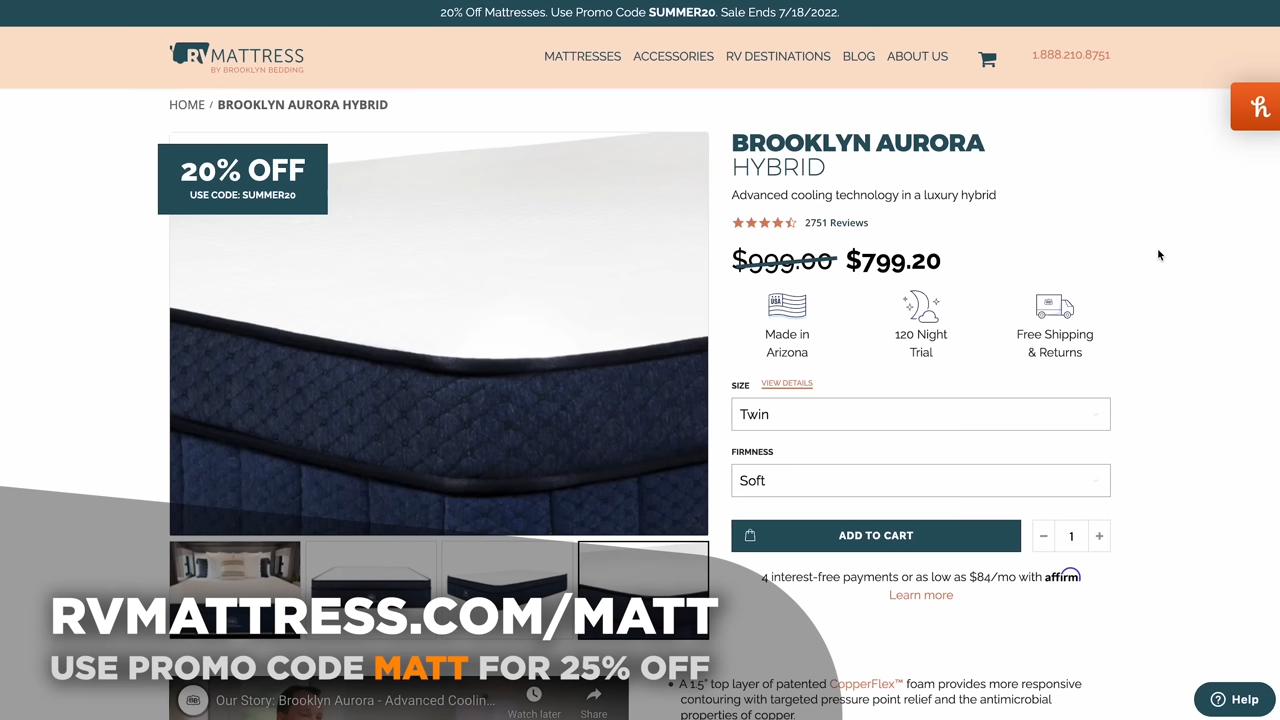 20% Off Mattresses. Use Promo Code SUMMER20. Sale Ends 7/18/2022.
RVMATTRESS
BY BROOKLYN BEDDING
MATTRESSES ACCESSORIES RV DESTINATIONS BLOG ABOUT US 1.888.210.8751
HOME / BROOKLYN AURORA HYBRID
20% OFF
USE CODE: SUMMER20
BROOKLYN AURORA
HYBRID
Advanced cooling technology in a luxury hybrid
2751 Reviews
$999.00 $799.20
USA
Made in
Arizona
120 Night
Trial
Free Shipping
& Returns
SIZE VIEW DETAILS
Twin
FIRMNESS
Soft
ADD TO CART
− 1 +
4 interest-free payments or as low as $84/mo with affirm
Learn more
RVMATTRESS.COM/MATT
USE PROMO CODE MATT FOR 25% OFF
Our Story: Brooklyn Aurora - Advanced Coolin...
Watch later
Share
• A 1.5” top layer of patented CopperFlex™ foam provides more responsive
contouring with targeted pressure point relief and the antimicrobial
properties of copper.
Help